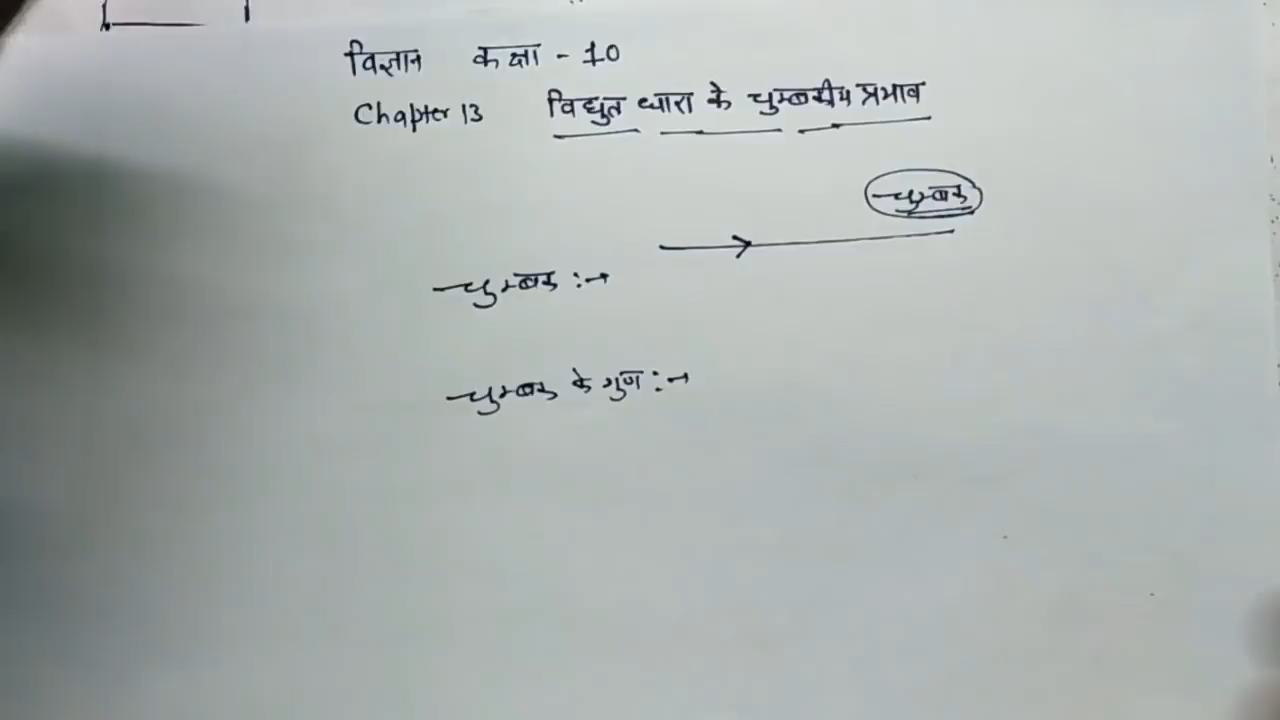 विज्ञान कक्षा - 10
Chapter 13 विद्युत धारा के चुम्बकीय प्रभाव
चुम्बक
चुम्बक :→
चुम्बक के गुण :→